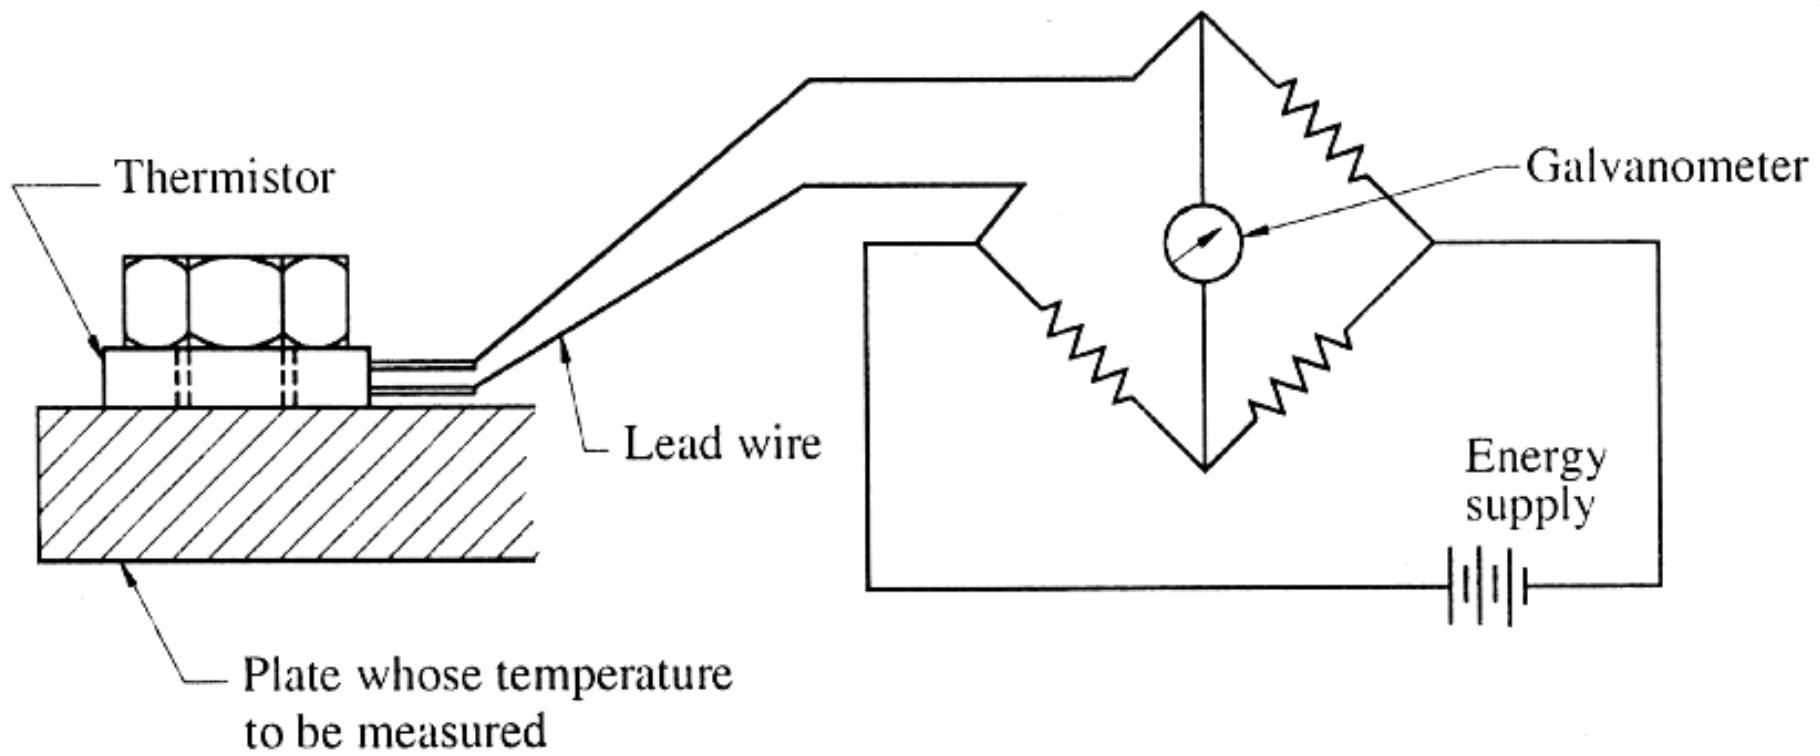 Thermistor
Galvanometer
Lead wire
Energy
supply
Plate whose temperature
to be measured